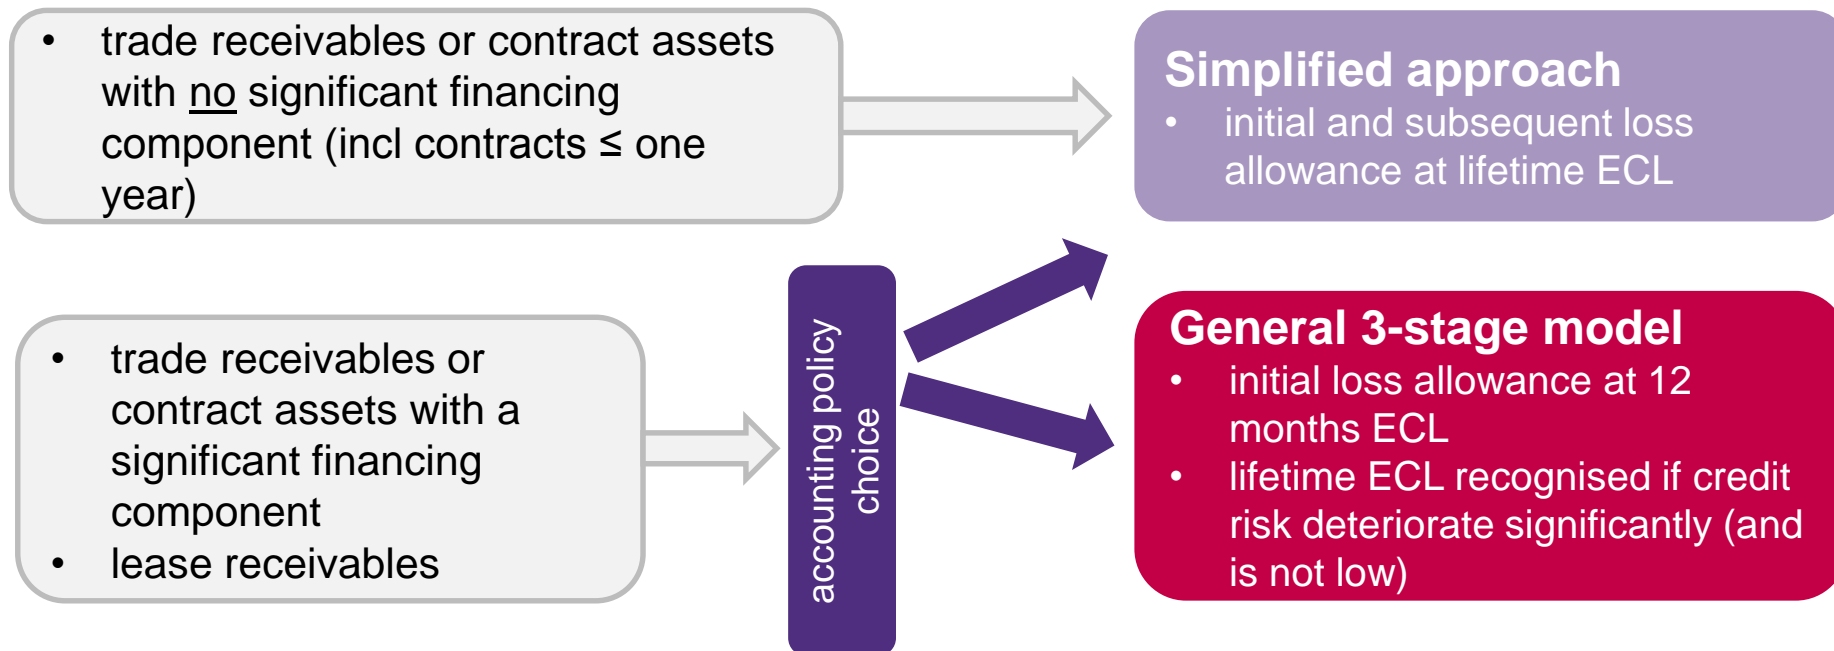 • trade receivables or contract assets
with no significant financing
component (incl contracts ≤ one
year)
Simplified approach
• initial and subsequent loss
allowance at lifetime ECL
• trade receivables or
contract assets with a
significant financing
component
• lease receivables
accounting policy
choice
General 3-stage model
• initial loss allowance at 12
months ECL
• lifetime ECL recognised if credit
risk deteriorate significantly (and
is not low)